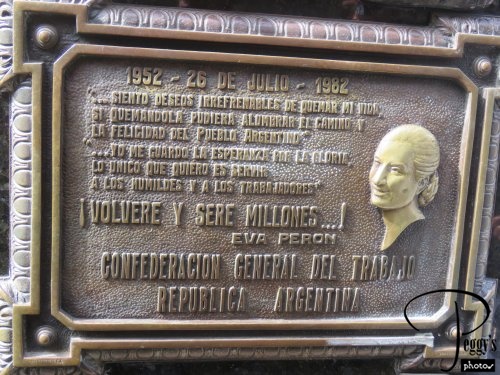 1952 - 26 DE JULIO - 1982
"...SIENTO DESEOS IRREFRENABLES DE QUEMAR MI VIDA,
SI QUEMANDOLA PUDIERA ALUMBRAR EL CAMINO Y
LA FELICIDAD DEL PUEBLO ARGENTINO"
"...YO ME GUARDO LA ESPERANZA POR LA GLORIA,
LO UNICO QUE QUIERO ES SERVIR
A LOS HUMILDES Y A LOS TRABAJADORES"
¡VOLVERE Y SERE MILLONES...!
EVA PERON
CONFEDERACION GENERAL DEL TRABAJO
REPUBLICA ARGENTINA
Peggy's
photos